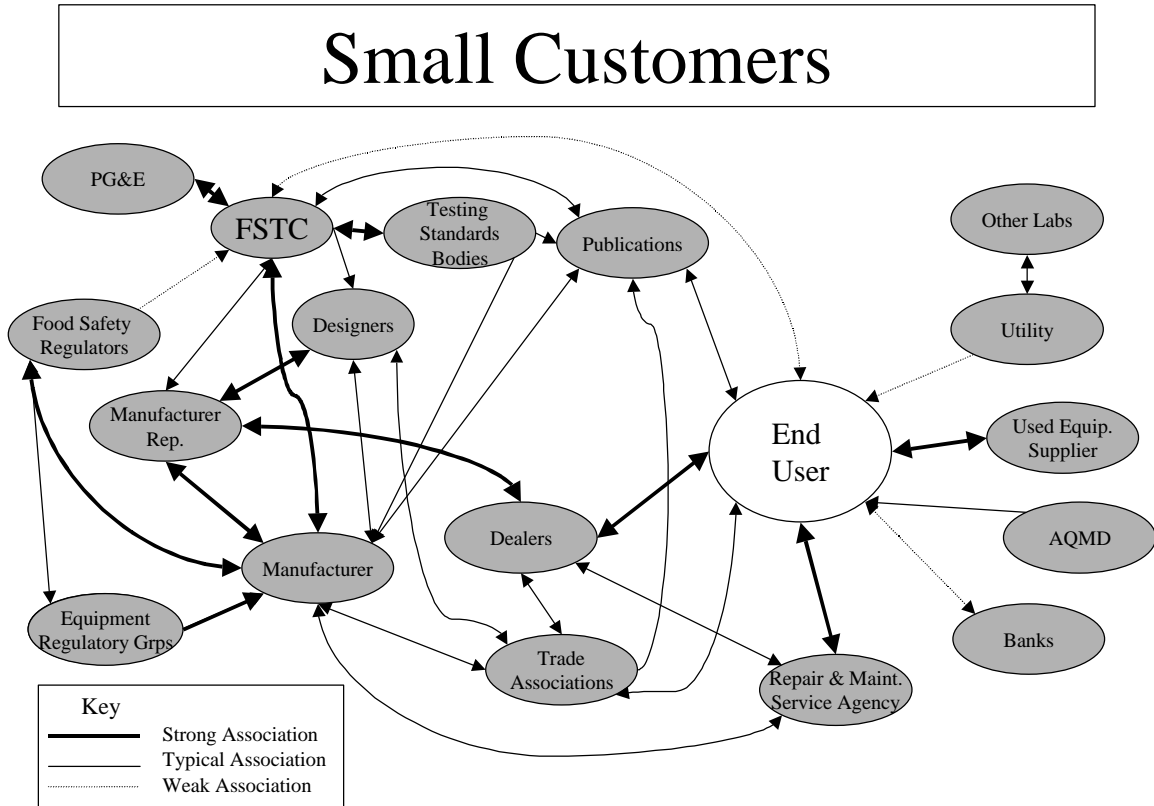 Small Customers
PG&E
FSTC
Testing
Standards
Bodies
Publications
Other Labs
Food Safety
Regulators
Designers
Utility
Manufacturer
Rep.
End
User
Used Equip.
Supplier
Dealers
AQMD
Manufacturer
Equipment
Regulatory Grps
Trade
Associations
Banks
Repair & Maint.
Service Agency
Key
Strong Association
Typical Association
Weak Association